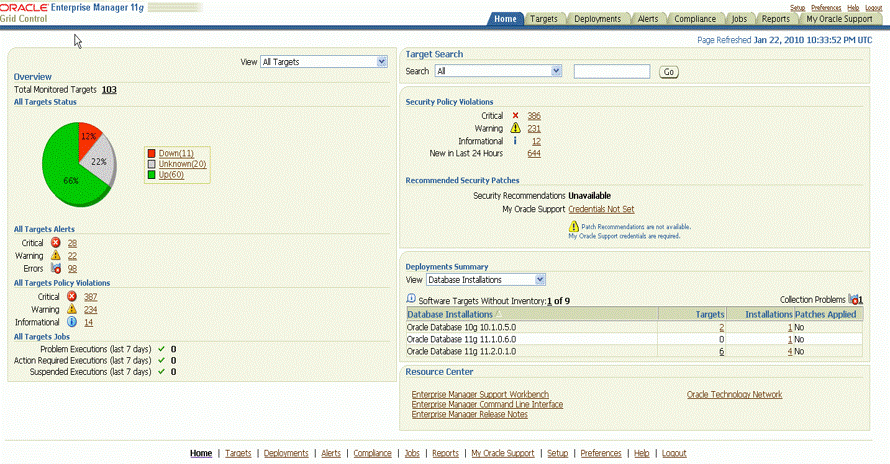 ORACLE Enterprise Manager 11g
Grid Control
Setup Preferences Help Logout
Home Targets Deployments Alerts Compliance Jobs Reports My Oracle Support
Page Refreshed Jan 22, 2010 10:33:52 PM UTC
View All Targets
Overview
Total Monitored Targets 103
All Targets Status
12%
22%
66%
Down(11)
Unknown(20)
Up(60)
All Targets Alerts
Critical 28
Warning 22
Errors 98
All Targets Policy Violations
Critical 387
Warning 234
Informational 14
All Targets Jobs
Problem Executions (last 7 days) 0
Action Required Executions (last 7 days) 0
Suspended Executions (last 7 days) 0
Target Search
Search All Go
Security Policy Violations
Critical 386
Warning 231
Informational 12
New in Last 24 Hours 644
Recommended Security Patches
Security Recommendations Unavailable
My Oracle Support Credentials Not Set
Patch Recommendations are not available.
My Oracle Support credentials are required.
Deployments Summary
View Database Installations
Software Targets Without Inventory:1 of 9 Collection Problems 1
Database Installations Targets Installations Patches Applied
Oracle Database 10g 10.1.0.5.0 2 1 No
Oracle Database 11g 11.1.0.6.0 0 1 No
Oracle Database 11g 11.2.0.1.0 6 4 No
Resource Center
Enterprise Manager Support Workbench Oracle Technology Network
Enterprise Manager Command Line Interface
Enterprise Manager Release Notes
Home | Targets | Deployments | Alerts | Compliance | Jobs | Reports | My Oracle Support | Setup | Preferences | Help | Logout